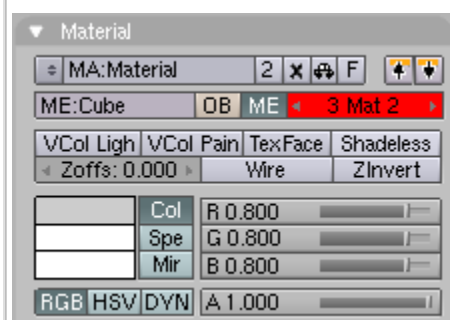 Material
MA:Material 2 X F
ME:Cube OB ME 3 Mat 2
VCol Ligh VCol Pain TexFace Shadeless
Zoffs: 0.000 Wire ZInvert
Col R 0.800
Spe G 0.800
Mir B 0.800
RGB HSV DYN A 1.000